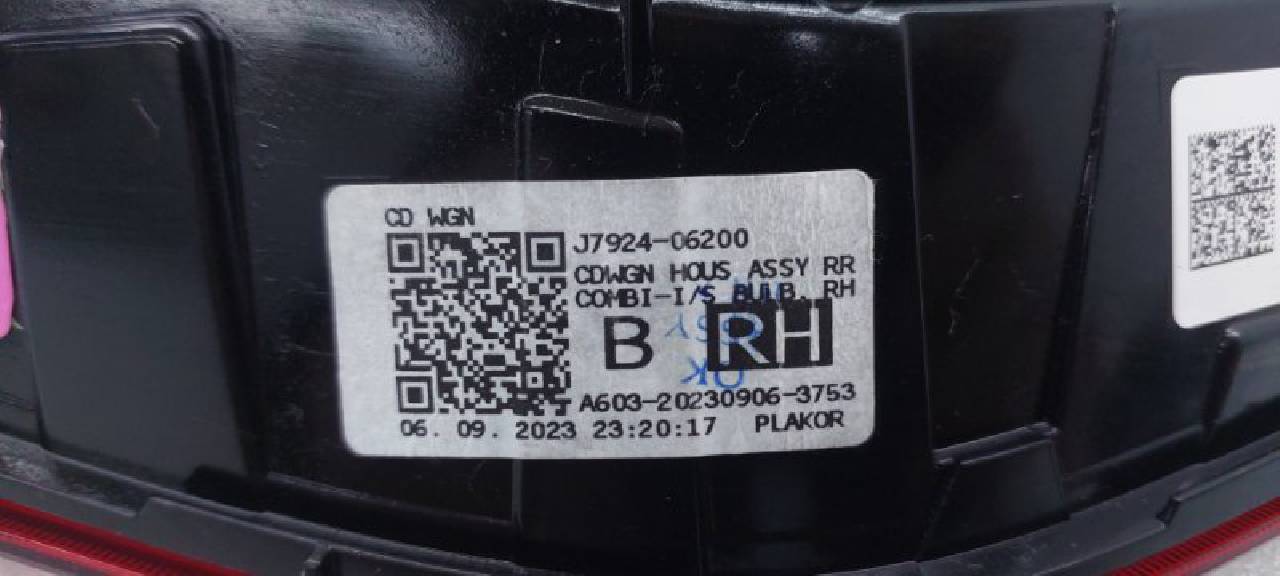 CD WGN
J7924-06200
CDWGN HOUS ASSY RR
COMBI-I/S BULB, RH
B RH
OK
A603-20230906-3753
06. 09. 2023 23:20:17 PLAKOR